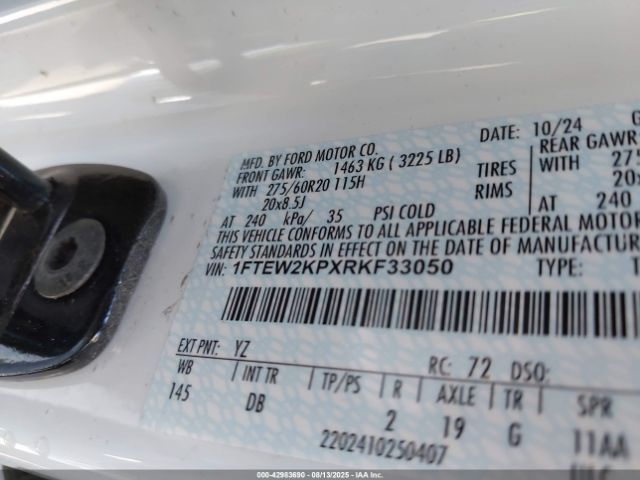 MFD. BY FORD MOTOR CO. DATE: 10/24 G
FRONT GAWR: 1463 KG ( 3225 LB) REAR GAWR
WITH 275/60R20 115H TIRES WITH 275
20x8.5J RIMS 20x
AT 240 kPa/ 35 PSI COLD AT 240
THIS VEHICLE CONFORMS TO ALL APPLICABLE FEDERAL MOTOR
SAFETY STANDARDS IN EFFECT ON THE DATE OF MANUFACTUR
VIN: 1FTEW2KPXRKF33050 TYPE: T
EXT PNT: YZ RC: 72 DSO:
WB INT TR TP/PS R AXLE TR SPR
145 DB 2 19 G 11AA
2202410250407 ULC
000-42983690 - 08/13/2025 - IAA